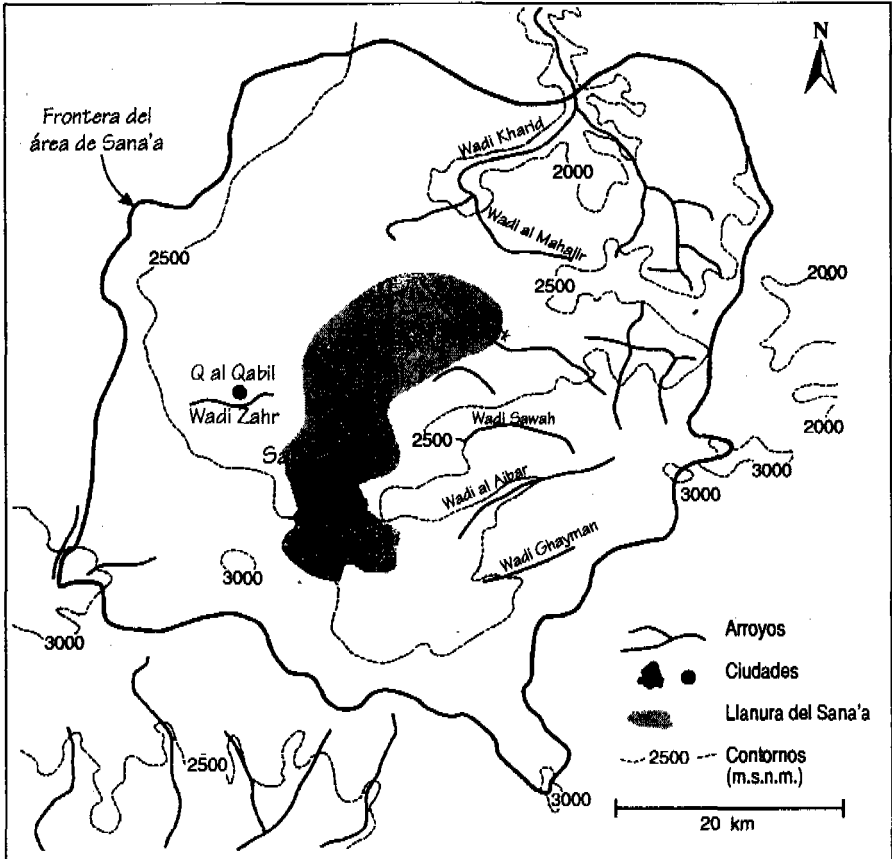 N
Frontera del
área de Sana'a
Wadi Kharid
2000
Wadi al Mahajir
2500
2500
2000
Q al Qabil
Wadi Zahr
Wadi Sawah
2500
2000
Wadi al Aibar
3000
3000
Wadi Ghayman
3000
3000
Arroyos
Ciudades
Llanura del Sana'a
2500
2500
Contornos
(m.s.n.m.)
3000
20 km